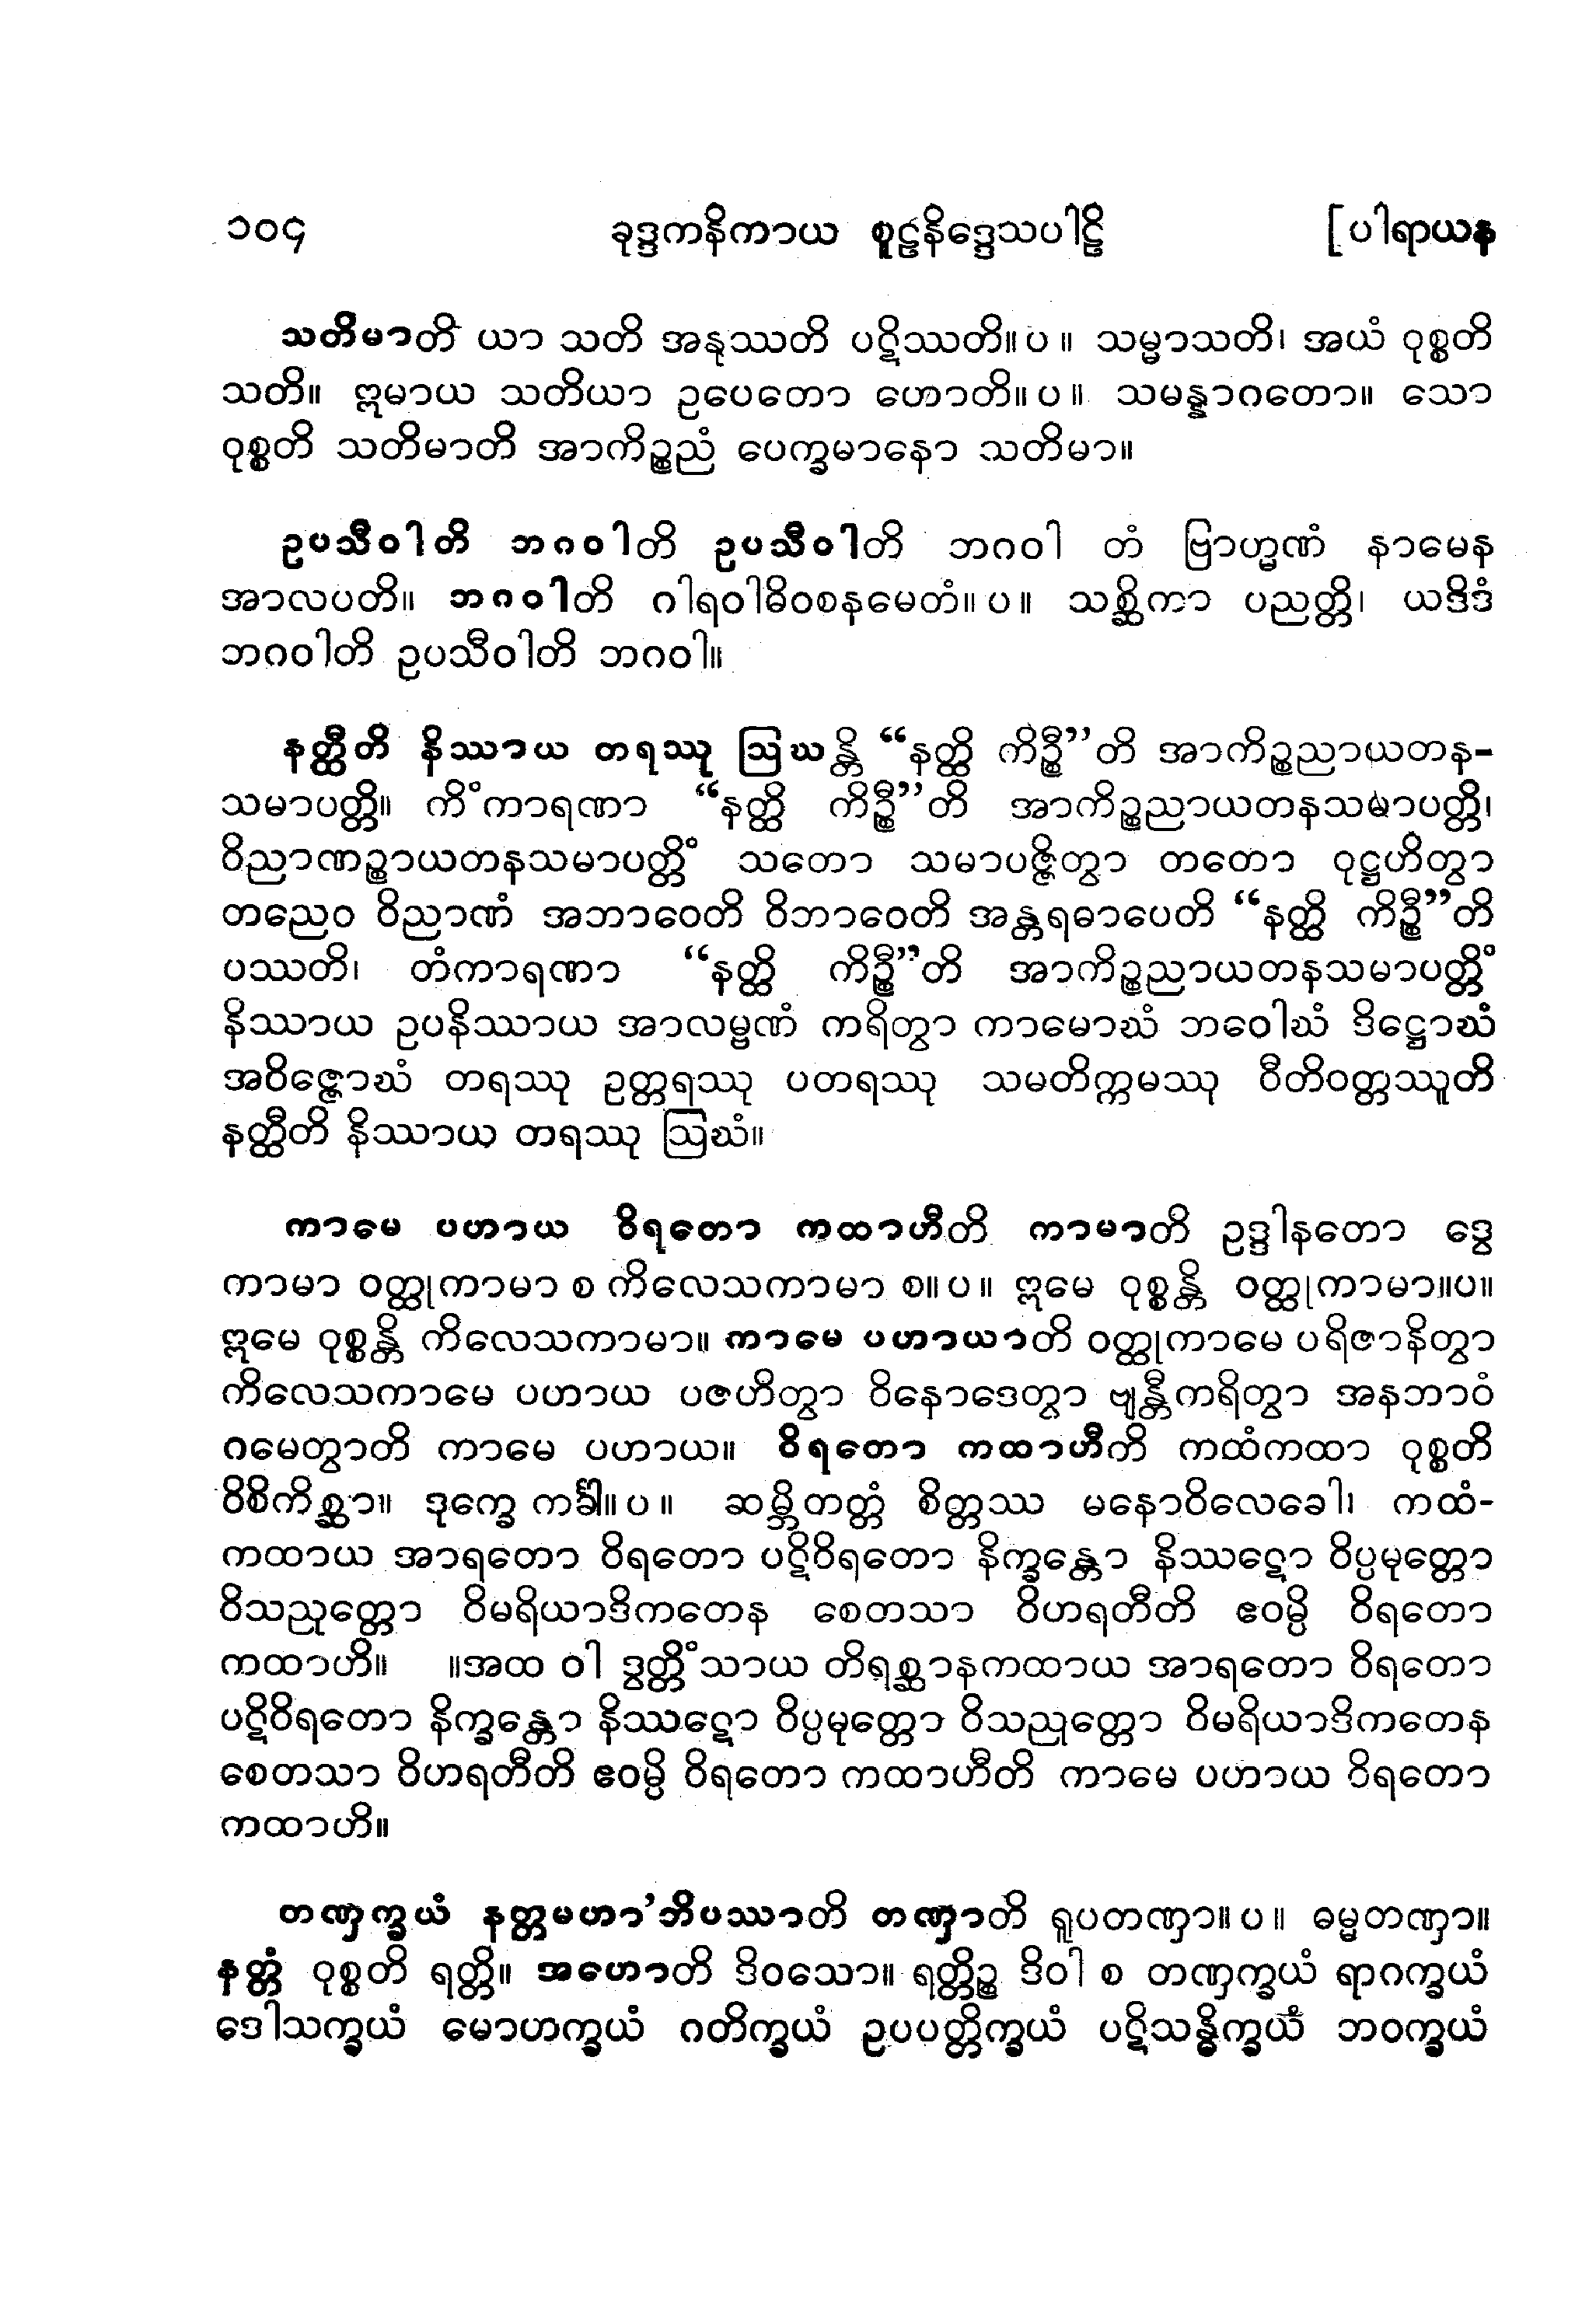 ၁၀၄ ခုဒ္ဒကနိကာယ စူဠနိဒ္ဒေသပါဠိ [ပါရာယန
သတိမာတိ ယာ သတိ အနုဿတိ ပဋိဿတိ။ပ။ သမ္မာသတိ၊ အယံ ဝုစ္စတိ
သတိ။ ဣမာယ သတိယာ ဥပေတော ဟောတိ။ပ။ သမန္နာဂတော။ သော
ဝုစ္စတိ သတိမာတိ အာကိဉ္စညံ ပေက္ခမာနော သတိမာ။
ဥပသီဝါတိ ဘဂဝါတိ ဥပသီဝါတိ ဘဂဝါ တံ ဗြာဟ္မဏံ နာမေန
အာလပတိ။ ဘဂဝါတိ ဂါရဝါဓိဝစနမေတံ။ပ။ သစ္ဆိကာ ပညတ္တိ၊ ယဒိဒံ
ဘဂဝါတိ ဥပသီဝါတိ ဘဂဝါ။
နတ္ထီတိ နိဿာယ တရဿု ဩဃန္တိ “နတ္ထိ ကိဉ္စီ”တိ အာကိဉ္စညာယတန-
သမာပတ္တိ။ ကိံကာရဏာ “နတ္ထိ ကိဉ္စီ”တိ အာကိဉ္စညာယတနသမာပတ္တိ၊
ဝိညာဏဉ္စာယတနသမာပတ္တိံ သတော သမာပဇ္ဇိတွာ တတော ဝုဋ္ဌဟိတွာ
တညေဝ ဝိညာဏံ အဘာဝေတိ ဝိဘာဝေတိ အန္တရဓာပေတိ “နတ္ထိ ကိဉ္စီ”တိ
ပဿတိ၊ တံကာရဏာ “နတ္ထိ ကိဉ္စီ”တိ အာကိဉ္စညာယတနသမာပတ္တိံ
နိဿာယ ဥပနိဿာယ အာလမ္ဗဏံ ကရိတွာ ကာမောဃံ ဘဝေါဃံ ဒိဋ္ဌောဃံ
အဝိဇ္ဇောဃံ တရဿု ဥတ္တရဿု ပတရဿု သမတိက္ကမဿု ဝီတိဝတ္တဿူတိ
နတ္ထီတိ နိဿာယ တရဿု ဩဃံ။
ကာမေ ပဟာယ ဝိရတော ကထာဟီတိ ကာမာတိ ဥဒ္ဒါနတော ဒွေ
ကာမာ ဝတ္ထုကာမာ စ ကိလေသကာမာ စ။ပ။ ဣမေ ဝုစ္စန္တိ ဝတ္ထုကာမာ။ပ။
ဣမေ ဝုစ္စန္တိ ကိလေသကာမာ။ ကာမေ ပဟာယာတိ ဝတ္ထုကာမေ ပရိဇာနိတွာ
ကိလေသကာမေ ပဟာယ ပဇဟိတွာ ဝိနောဒေတွာ ဗျန္တီကရိတွာ အနဘာဝံ
ဂမေတွာတိ ကာမေ ပဟာယ။ ဝိရတော ကထာဟီကိ ကထံကထာ ဝုစ္စတိ
ဝိစိကိစ္ဆာ။ ဒုက္ခေ ကင်္ခါ။ပ။ ဆမ္ဘိတတ္တံ စိတ္တဿ မနောဝိလေခေါ၊ ကထံ-
ကထာယ အာရတော ဝိရတော ပဋိဝိရတော နိက္ခန္တော နိဿဋော ဝိပ္ပမုတ္တော
ဝိသညုတ္တော ဝိမရိယာဒိကတေန စေတသာ ဝိဟရတီတိ ဧဝမ္ပိ ဝိရတော
ကထာဟိ။ ။အထ ဝါ ဒွတ္တိံသာယ တိရစ္ဆာနကထာယ အာရတော ဝိရတော
ပဋိဝိရတော နိက္ခန္တော နိဿဋော ဝိပ္ပမုတ္တော ဝိသညုတ္တော ဝိမရိယာဒိကတေန
စေတသာ ဝိဟရတီတိ ဧဝမ္ပိ ဝိရတော ကထာဟီတိ ကာမေ ပဟာယ ဝိရတော
ကထာဟိ။
တဏှက္ခယံ နတ္တမဟာ’ဘိပဿာတိ တဏှာတိ ရူပတဏှာ။ပ။ ဓမ္မတဏှာ။
နတ္တံ ဝုစ္စတိ ရတ္တိ။ အဟောတိ ဒိဝသော။ ရတ္တိဉ္စ ဒိဝါ စ တဏှက္ခယံ ရာဂက္ခယံ
ဒေါသက္ခယံ မောဟက္ခယံ ဂတိက္ခယံ ဥပပတ္တိက္ခယံ ပဋိသန္ဓိက္ခယံ ဘဝက္ခယံ